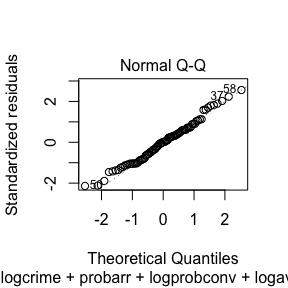 Normal Q-Q
Standardized residuals
2
0
-2
58
37
-2 -1 0 1 2
Theoretical Quantiles
logcrime + probarr + logprobconv + logav